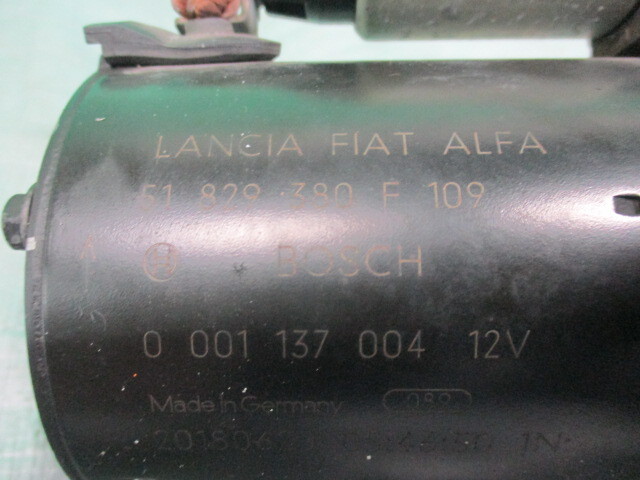 LANCIA FIAT ALFA
51 829 380 F 109
BOSCH
0 001 137 004 12V
Made in Germany